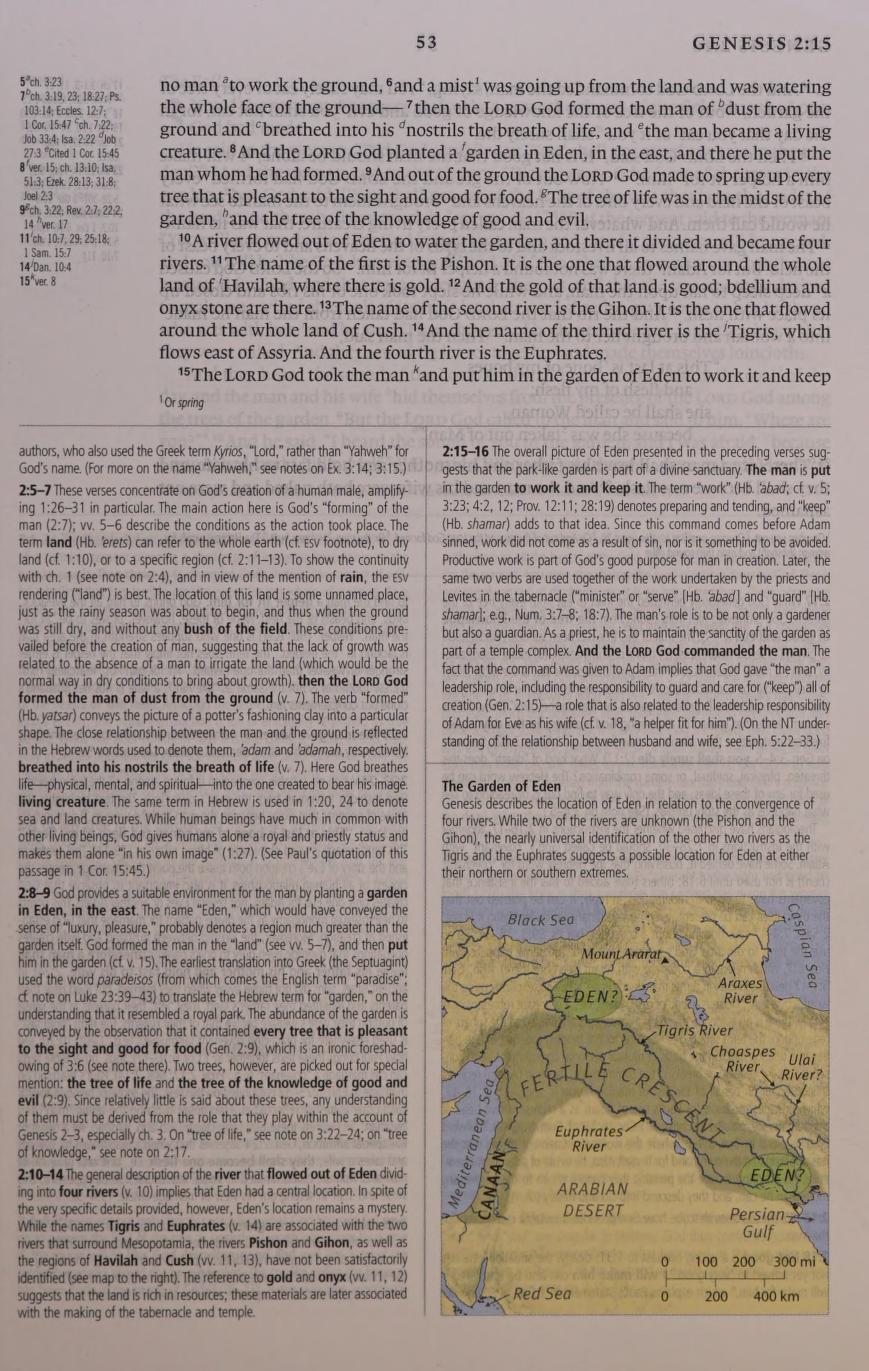 53
GENESIS 2:15
5ᵃch. 3:23
7ᵇch. 3:19, 23; 18:27; Ps.
103:14; Eccles. 12:7;
1 Cor. 15:47 ᶜch. 7:22;
Job 33:4; Isa. 2:22 ᵈJob
27:3 ᵉCited 1 Cor. 15:45
8ᶠver. 15; ch. 13:10; Isa.
51:3; Ezek. 28:13; 31:8;
Joel 2:3
9ᵍch. 3:22; Rev. 2:7; 22:2,
14 ʰver. 17
11ⁱch. 10:7, 29; 25:18;
1 Sam. 15:7
14ʲDan. 10:4
15ᵏver. 8
no man ᵃto work the ground, ⁶and a mist¹ was going up from the land and was watering
the whole face of the ground— ⁷then the LORD God formed the man of ᵇdust from the
ground and ᶜbreathed into his ᵈnostrils the breath of life, and ᵉthe man became a living
creature. ⁸And the LORD God planted a ᶠgarden in Eden, in the east, and there he put the
man whom he had formed. ⁹And out of the ground the LORD God made to spring up every
tree that is pleasant to the sight and good for food. ᵍThe tree of life was in the midst of the
garden, ʰand the tree of the knowledge of good and evil.
¹⁰A river flowed out of Eden to water the garden, and there it divided and became four
rivers. ¹¹The name of the first is the Pishon. It is the one that flowed around the whole
land of ⁱHavilah, where there is gold. ¹²And the gold of that land is good; bdellium and
onyx stone are there. ¹³The name of the second river is the Gihon. It is the one that flowed
around the whole land of Cush. ¹⁴And the name of the third river is the ʲTigris, which
flows east of Assyria. And the fourth river is the Euphrates.
¹⁵The LORD God took the man ᵏand put him in the garden of Eden to work it and keep
¹ Or spring
authors, who also used the Greek term Kyrios, “Lord,” rather than “Yahweh” for
God's name. (For more on the name “Yahweh,” see notes on Ex. 3:14; 3:15.)
2:5–7 These verses concentrate on God's creation of a human male, amplify-
ing 1:26–31 in particular. The main action here is God's “forming” of the
man (2:7); vv. 5–6 describe the conditions as the action took place. The
term land (Hb. ʼerets) can refer to the whole earth (cf. ESV footnote), to dry
land (cf. 1:10), or to a specific region (cf. 2:11–13). To show the continuity
with ch. 1 (see note on 2:4), and in view of the mention of rain, the ESV
rendering (“land”) is best. The location of this land is some unnamed place,
just as the rainy season was about to begin, and thus when the ground
was still dry, and without any bush of the field. These conditions pre-
vailed before the creation of man, suggesting that the lack of growth was
related to the absence of a man to irrigate the land (which would be the
normal way in dry conditions to bring about growth). then the LORD God
formed the man of dust from the ground (v. 7). The verb “formed”
(Hb. yatsar) conveys the picture of a potter's fashioning clay into a particular
shape. The close relationship between the man and the ground is reflected
in the Hebrew words used to denote them, ʼadam and ʼadamah, respectively.
breathed into his nostrils the breath of life (v. 7). Here God breathes
life—physical, mental, and spiritual—into the one created to bear his image.
living creature. The same term in Hebrew is used in 1:20, 24 to denote
sea and land creatures. While human beings have much in common with
other living beings, God gives humans alone a royal and priestly status and
makes them alone “in his own image” (1:27). (See Paul's quotation of this
passage in 1 Cor. 15:45.)
2:8–9 God provides a suitable environment for the man by planting a garden
in Eden, in the east. The name “Eden,” which would have conveyed the
sense of “luxury, pleasure,” probably denotes a region much greater than the
garden itself. God formed the man in the “land” (see vv. 5–7), and then put
him in the garden (cf. v. 15). The earliest translation into Greek (the Septuagint)
used the word paradeisos (from which comes the English term “paradise”;
cf. note on Luke 23:39–43) to translate the Hebrew term for “garden,” on the
understanding that it resembled a royal park. The abundance of the garden is
conveyed by the observation that it contained every tree that is pleasant
to the sight and good for food (Gen. 2:9), which is an ironic foreshad-
owing of 3:6 (see note there). Two trees, however, are picked out for special
mention: the tree of life and the tree of the knowledge of good and
evil (2:9). Since relatively little is said about these trees, any understanding
of them must be derived from the role that they play within the account of
Genesis 2–3, especially ch. 3. On “tree of life,” see note on 3:22–24; on “tree
of knowledge,” see note on 2:17.
2:10–14 The general description of the river that flowed out of Eden divid-
ing into four rivers (v. 10) implies that Eden had a central location. In spite of
the very specific details provided, however, Eden's location remains a mystery.
While the names Tigris and Euphrates (v. 14) are associated with the two
rivers that surround Mesopotamia, the rivers Pishon and Gihon, as well as
the regions of Havilah and Cush (vv. 11, 13), have not been satisfactorily
identified (see map to the right). The reference to gold and onyx (vv. 11, 12)
suggests that the land is rich in resources; these materials are later associated
with the making of the tabernacle and temple.
2:15–16 The overall picture of Eden presented in the preceding verses sug-
gests that the park-like garden is part of a divine sanctuary. The man is put
in the garden to work it and keep it. The term “work” (Hb. ʻabad; cf. v. 5;
3:23; 4:2, 12; Prov. 12:11; 28:19) denotes preparing and tending, and “keep”
(Hb. shamar) adds to that idea. Since this command comes before Adam
sinned, work did not come as a result of sin, nor is it something to be avoided.
Productive work is part of God's good purpose for man in creation. Later, the
same two verbs are used together of the work undertaken by the priests and
Levites in the tabernacle (“minister” or “serve” [Hb. ʻabad] and “guard” [Hb.
shamar]; e.g., Num. 3:7–8; 18:7). The man's role is to be not only a gardener
but also a guardian. As a priest, he is to maintain the sanctity of the garden as
part of a temple complex. And the LORD God commanded the man. The
fact that the command was given to Adam implies that God gave “the man” a
leadership role, including the responsibility to guard and care for (“keep”) all of
creation (Gen. 2:15)—a role that is also related to the leadership responsibility
of Adam for Eve as his wife (cf. v. 18, “a helper fit for him”). (On the NT under-
standing of the relationship between husband and wife, see Eph. 5:22–33.)
The Garden of Eden
Genesis describes the location of Eden in relation to the convergence of
four rivers. While two of the rivers are unknown (the Pishon and the
Gihon), the nearly universal identification of the other two rivers as the
Tigris and the Euphrates suggests a possible location for Eden at either
their northern or southern extremes.
Black Sea
Caspian Sea
Mount Ararat
Araxes
River
EDEN?
Tigris River
Choaspes
River
Ulai
River?
FERTILE CRESCENT
Mediterranean Sea
Euphrates
River
CANAAN
ARABIAN
DESERT
EDEN?
Persian
Gulf
Red Sea
0 100 200 300 mi
0 200 400 km